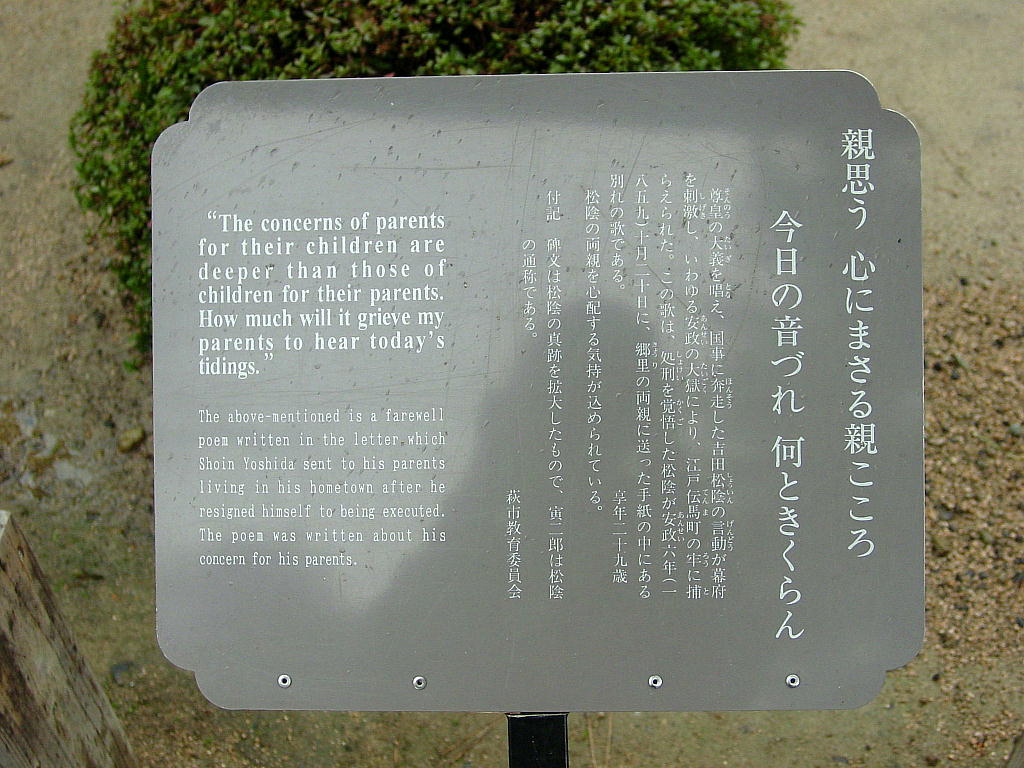 親思う 心にまさる親こころ
今日の音づれ 何ときくらん
尊皇の大義を唱え、国事に奔走した吉田松陰の言動が幕府
を刺激し、いわゆる安政の大獄により、江戸伝馬町の牢に捕
らえられた。この歌は、処刑を覚悟した松陰が安政六年(一
八五九)十月二十日に、郷里の両親に送った手紙の中にある
別れの歌である。 享年二十九歳
松陰の両親を心配する気持が込められている。
付記 碑文は松陰の真跡を拡大したもので、寅二郎は松陰
の通称である。
萩市教育委員会
“The concerns of parents
for their children are
deeper than those of
children for their parents.
How much will it grieve my
parents to hear today's
tidings.”
The above-mentioned is a farewell
poem written in the letter which
Shoin Yoshida sent to his parents
living in his hometown after he
resigned himself to being executed.
The poem was written about his
concern for his parents.